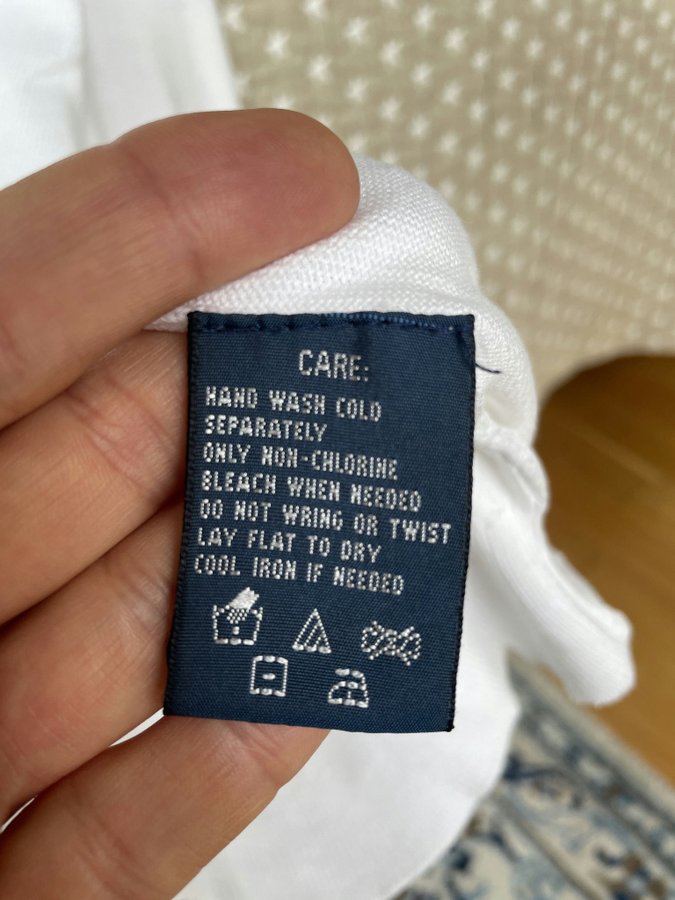 CARE:
HAND WASH COLD
SEPARATELY
ONLY NON-CHLORINE
BLEACH WHEN NEEDED
DO NOT WRING OR TWIST
LAY FLAT TO DRY
COOL IRON IF NEEDED